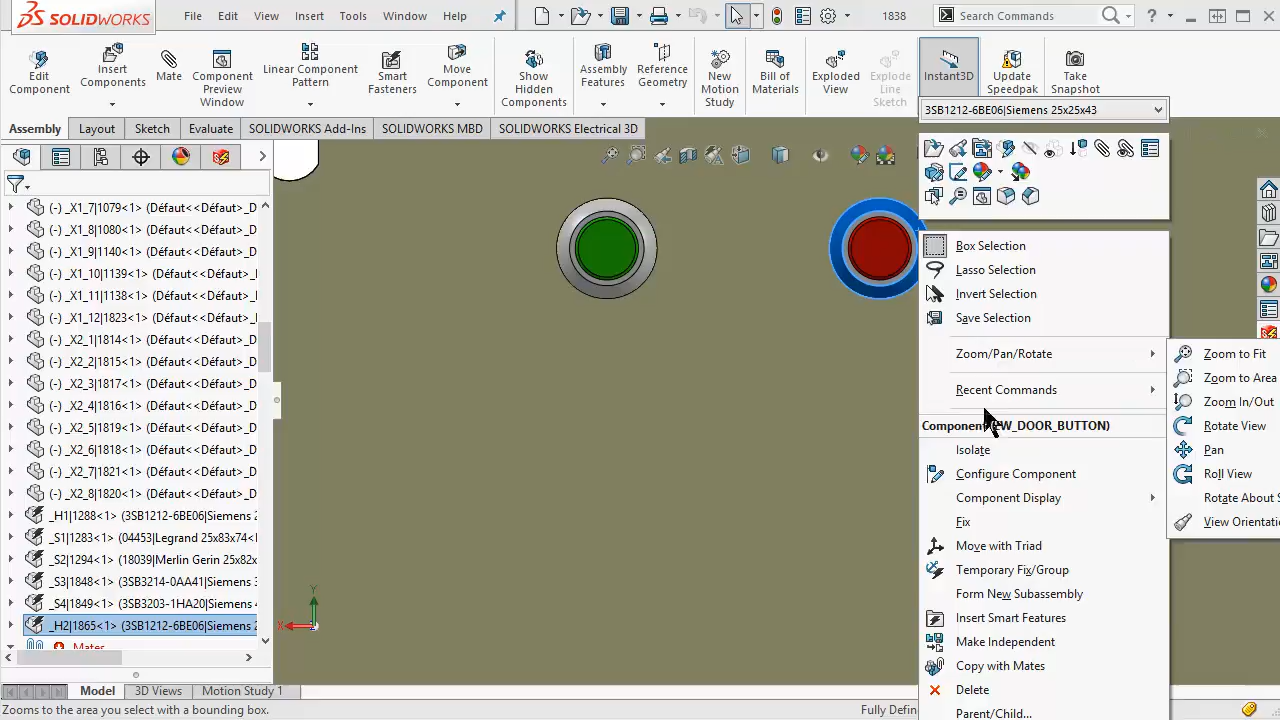 SOLIDWORKS
File Edit View Insert Tools Window Help
1838
Search Commands
?
Edit Component
Insert Components
Mate
Component Preview Window
Linear Component Pattern
Smart Fasteners
Move Component
Show Hidden Components
Assembly Features
Reference Geometry
New Motion Study
Bill of Materials
Exploded View
Explode Line Sketch
Instant3D
Update Speedpak
Take Snapshot
3SB1212-6BE06|Siemens 25x25x43
Assembly Layout Sketch Evaluate SOLIDWORKS Add-Ins SOLIDWORKS MBD SOLIDWORKS Electrical 3D
(-) _X1_7|1079<1> (Défaut<<Défaut>_D
(-) _X1_8|1080<1> (Défaut<<Défaut>_D
(-) _X1_9|1140<1> (Défaut<<Défaut>_D
(-) _X1_10|1139<1> (Défaut<<Défaut>
(-) _X1_11|1138<1> (Défaut<<Défaut>
(-) _X1_12|1823<1> (Défaut<<Défaut>
(-) _X2_1|1814<1> (Défaut<<Défaut>_D
(-) _X2_2|1815<1> (Défaut<<Défaut>_D
(-) _X2_3|1817<1> (Défaut<<Défaut>_D
(-) _X2_4|1816<1> (Défaut<<Défaut>_D
(-) _X2_5|1819<1> (Défaut<<Défaut>_D
(-) _X2_6|1818<1> (Défaut<<Défaut>_D
(-) _X2_7|1821<1> (Défaut<<Défaut>_D
(-) _X2_8|1820<1> (Défaut<<Défaut>_D
_H1|1288<1> (3SB1212-6BE06|Siemens 2
_S1|1283<1> (04453|Legrand 25x83x74<
_S2|1294<1> (18039|Merlin Gerin 25x82x
_S3|1848<1> (3SB3214-0AA41|Siemens 3
_S4|1849<1> (3SB3203-1HA20|Siemens 4
_H2|1865<1> (3SB1212-6BE06|Siemens 2
Mates
Y
X
Box Selection
Lasso Selection
Invert Selection
Save Selection
Zoom/Pan/Rotate
Recent Commands
W_DOOR_BUTTON)
Isolate
Configure Component
Component Display
Fix
Move with Triad
Temporary Fix/Group
Form New Subassembly
Insert Smart Features
Make Independent
Copy with Mates
Delete
Parent/Child...
Zoom to Fit
Zoom to Area
Zoom In/Out
Rotate View
Pan
Roll View
Rotate About S
View Orientati
Model 3D Views Motion Study 1
Zooms to the area you select with a bounding box.
Fully Defin